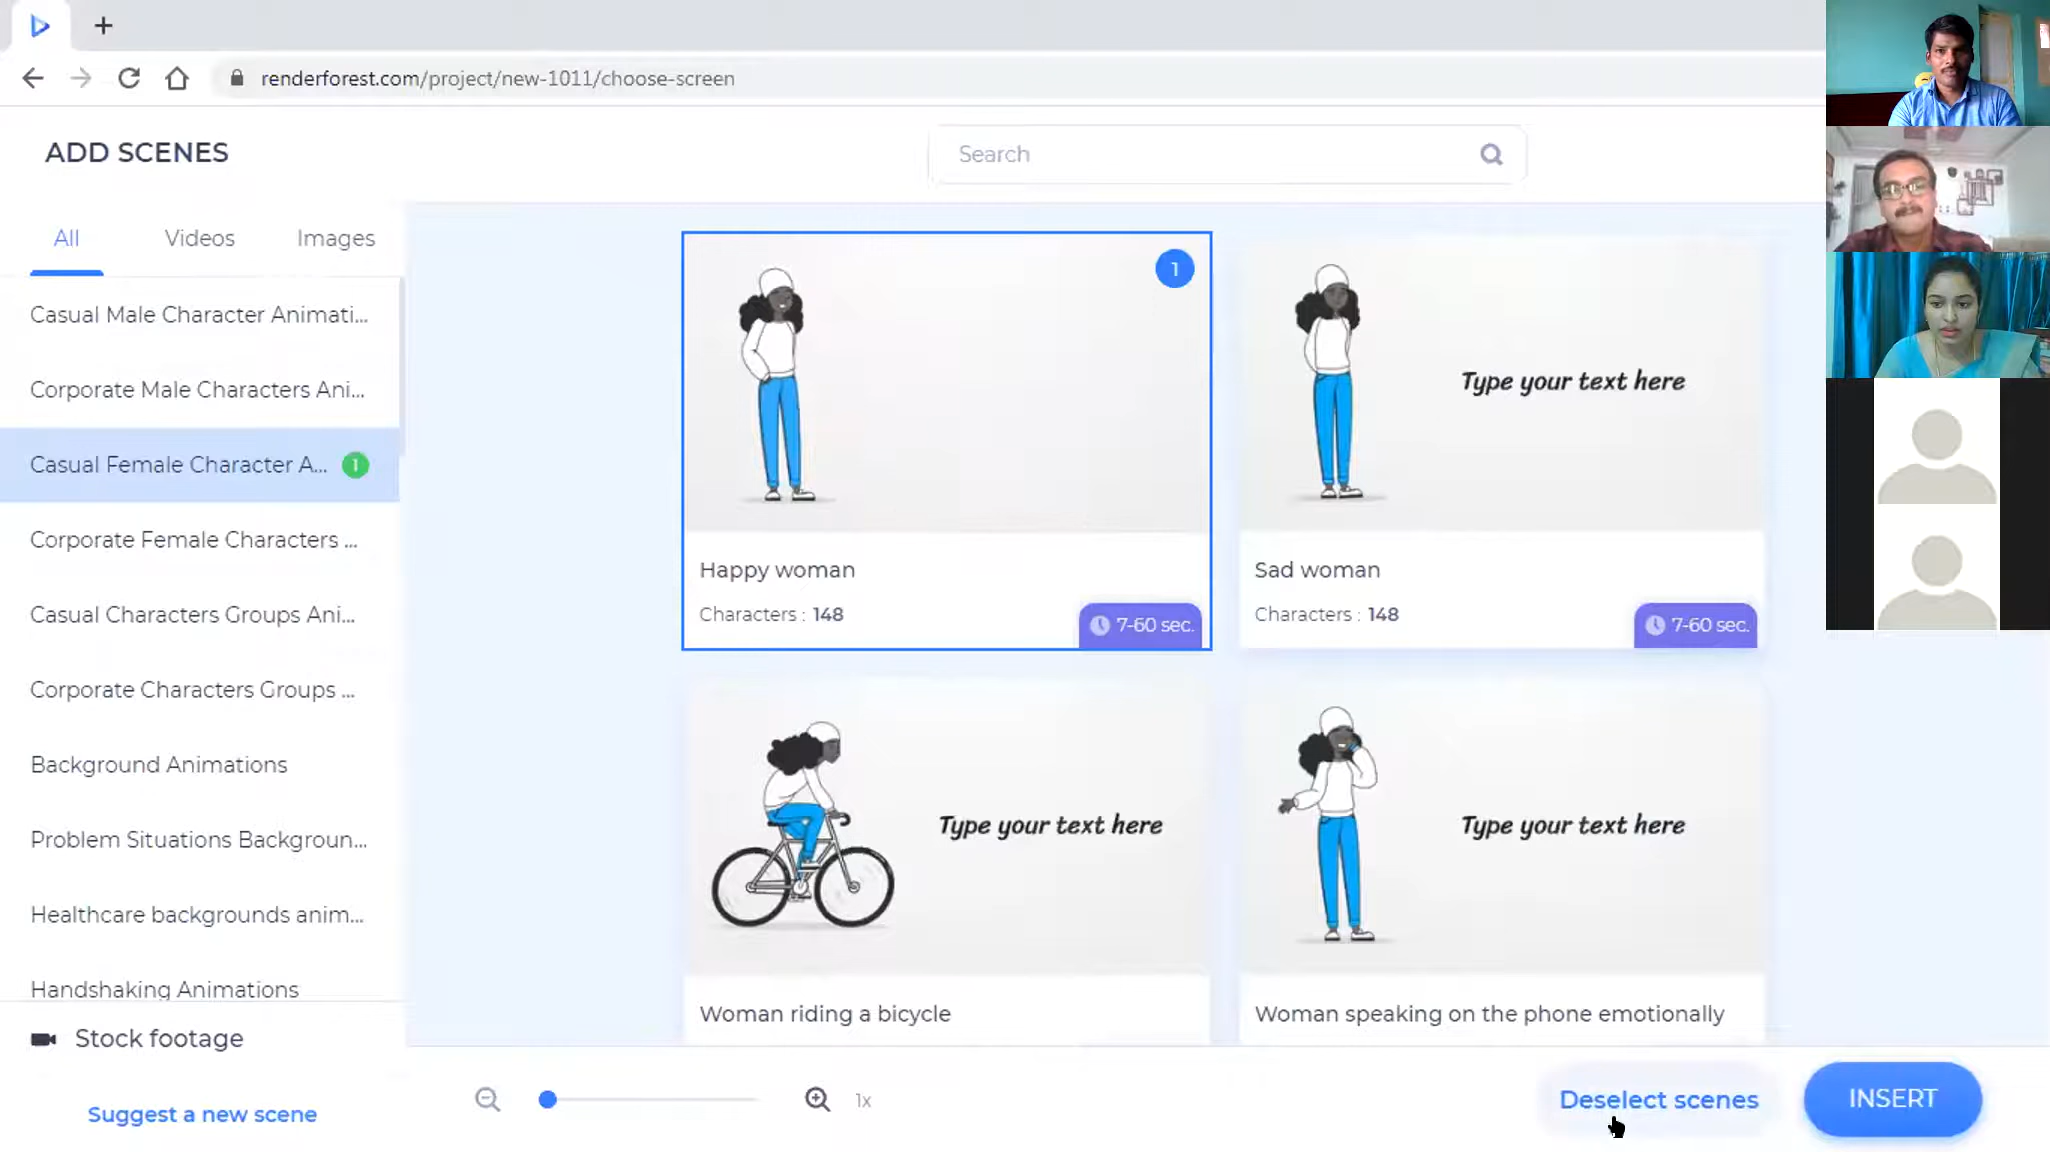 renderforest.com/project/new-1011/choose-screen
ADD SCENES
Search
All
Videos
Images
Casual Male Character Animati...
Corporate Male Characters Ani...
Casual Female Character A...
1
Corporate Female Characters ...
Casual Characters Groups Ani...
Corporate Characters Groups ...
Background Animations
Problem Situations Backgroun...
Healthcare backgrounds anim...
Handshaking Animations
Stock footage
Suggest a new scene
1
Happy woman
Characters : 148
7-60 sec.
Type your text here
Sad woman
Characters : 148
7-60 sec.
Type your text here
Woman riding a bicycle
Type your text here
Woman speaking on the phone emotionally
1x
Deselect scenes
INSERT